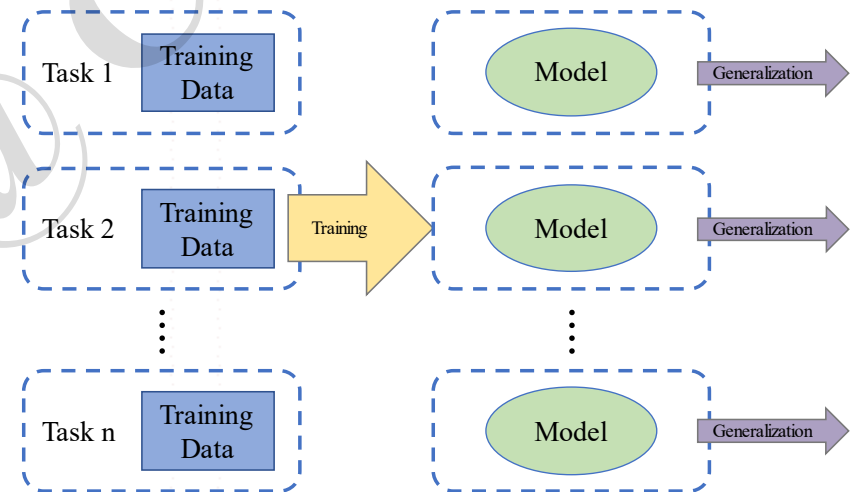 Task 1
Training
Data
Model
Generalization
Task 2
Training
Data
Training
Model
Generalization
Task n
Training
Data
Model
Generalization